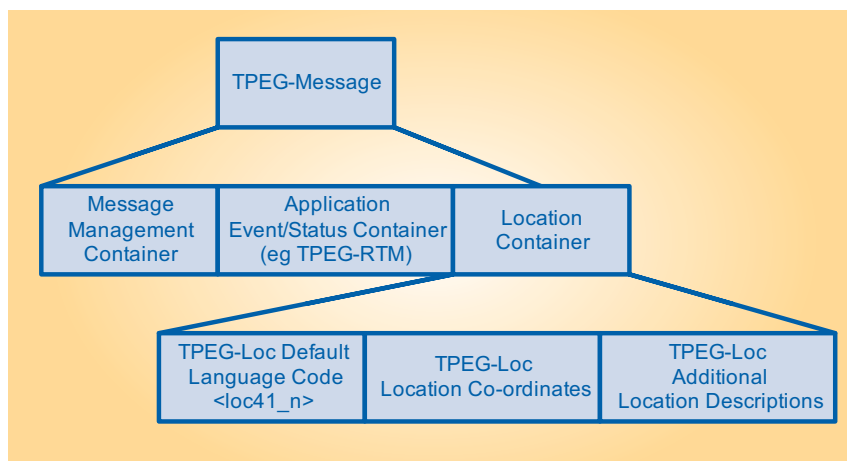 TPEG-Message
Message
Management
Container
Application
Event/Status Container
(eg TPEG-RTM)
Location
Container
TPEG-Loc Default
Language Code
<loc41_n>
TPEG-Loc
Location Co-ordinates
TPEG-Loc
Additional
Location Descriptions